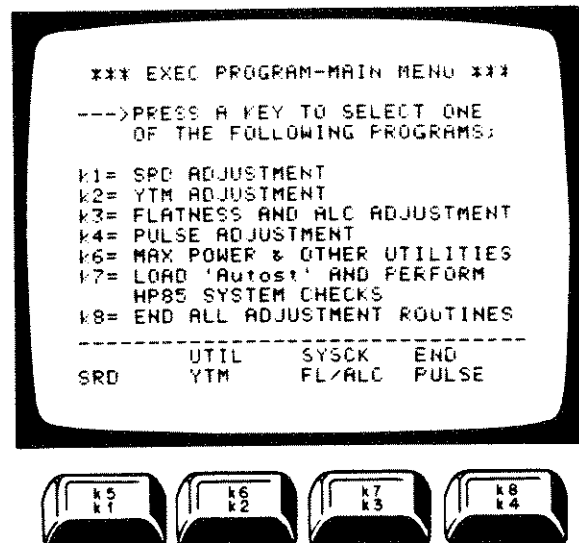 *** EXEC PROGRAM-MAIN MENU ***
--->PRESS A KEY TO SELECT ONE
OF THE FOLLOWING PROGRAMS;
k1= SRD ADJUSTMENT
k2= YTM ADJUSTMENT
k3= FLATNESS AND ALC ADJUSTMENT
k4= PULSE ADJUSTMENT
k6= MAX POWER & OTHER UTILITIES
k7= LOAD 'Autost' AND PERFORM
HP85 SYSTEM CHECKS
k8= END ALL ADJUSTMENT ROUTINES
--------------------------------
UTIL SYSCK END
SRD YTM FL/ALC PULSE
k5 k6 k7 k8
k1 k2 k3 k4